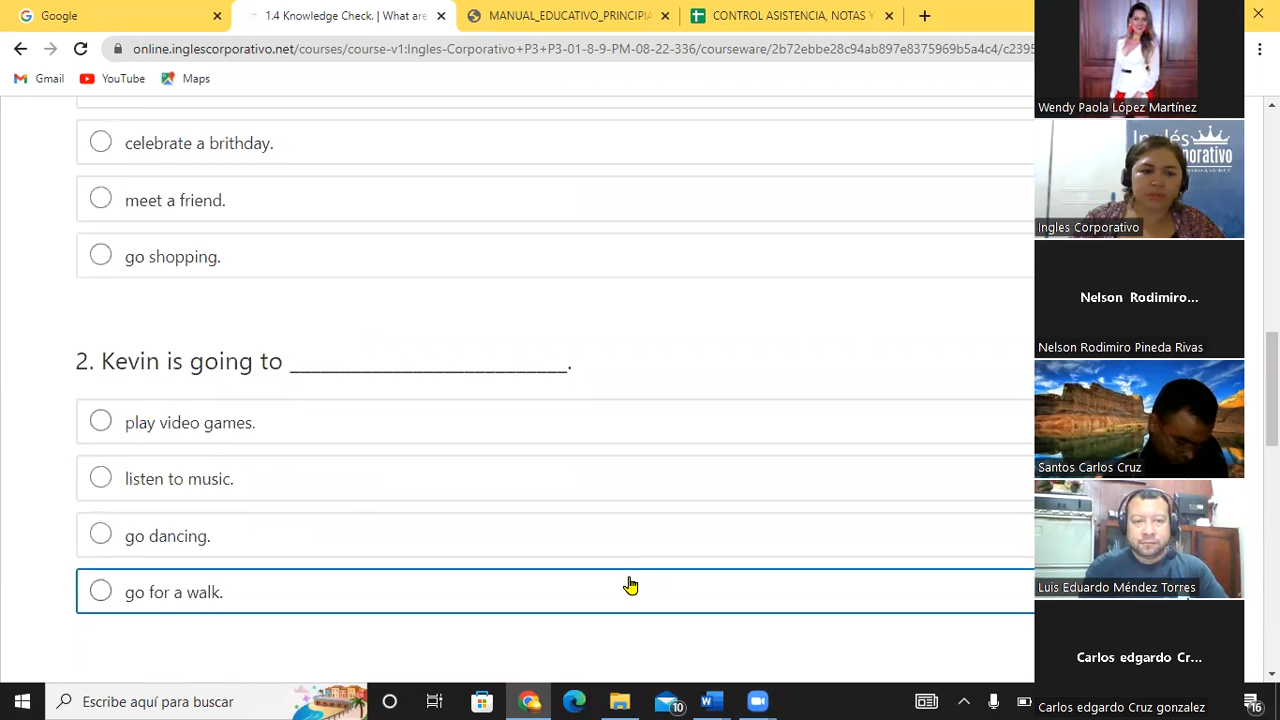 Google
1.4 Knowledge Check. | What are
MANUAL_EDUCATIVO_PRINCIPIA
CONTROL ASISTENCIA, NOTAS
online.inglescorporativo.net/courses/course-v1:Ingles-Corporativo+P3+P3-01-8-9-PM-08-22-336/courseware/2b72ebbe28c94ab897e8375969b5a4c4/c2395
Gmail
YouTube
Maps
celebrate a brithday.
meet a friend.
go shopping.
2. Kevin is going to __________________________.
play video games.
listen to music.
go dancing.
go for a walk.
Wendy Paola López Martínez
Inglés
Corporativo
Ingles Corporativo
Nelson Rodimiro...
Nelson Rodimiro Pineda Rivas
Santos Carlos Cruz
Luis Eduardo Méndez Torres
Carlos edgardo Cr...
Carlos edgardo Cruz gonzalez
Escribe aquí para buscar
10
16